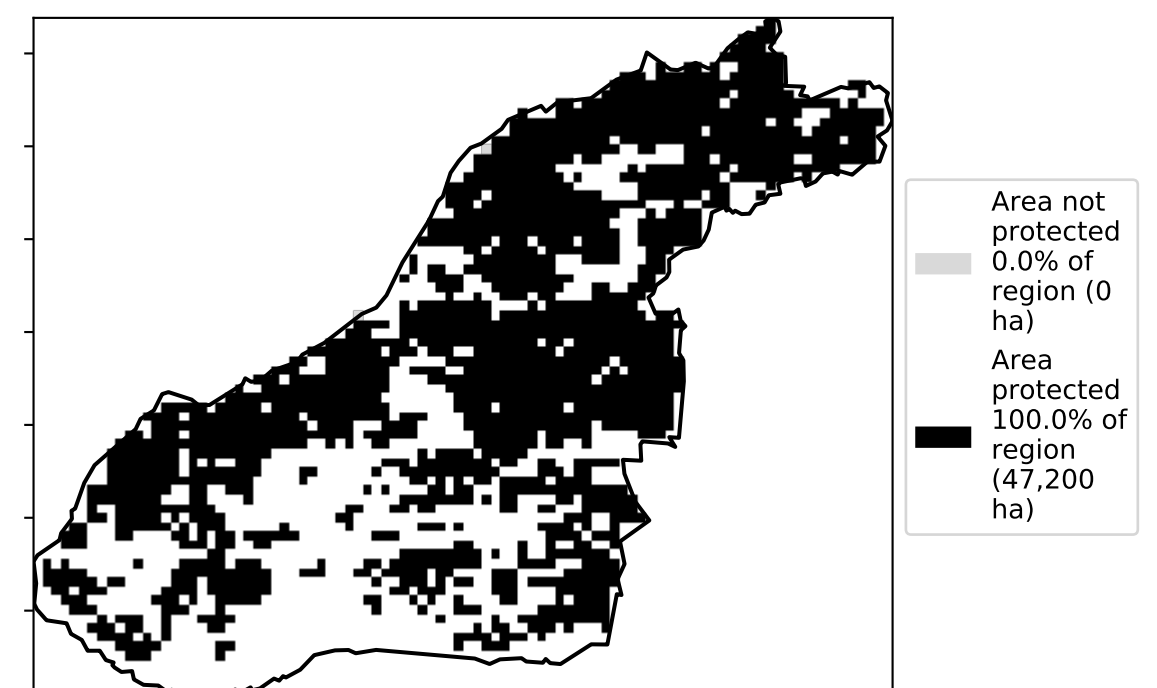 Area not
protected
0.0% of
region (0
ha)
Area
protected
100.0% of
region
(47,200
ha)